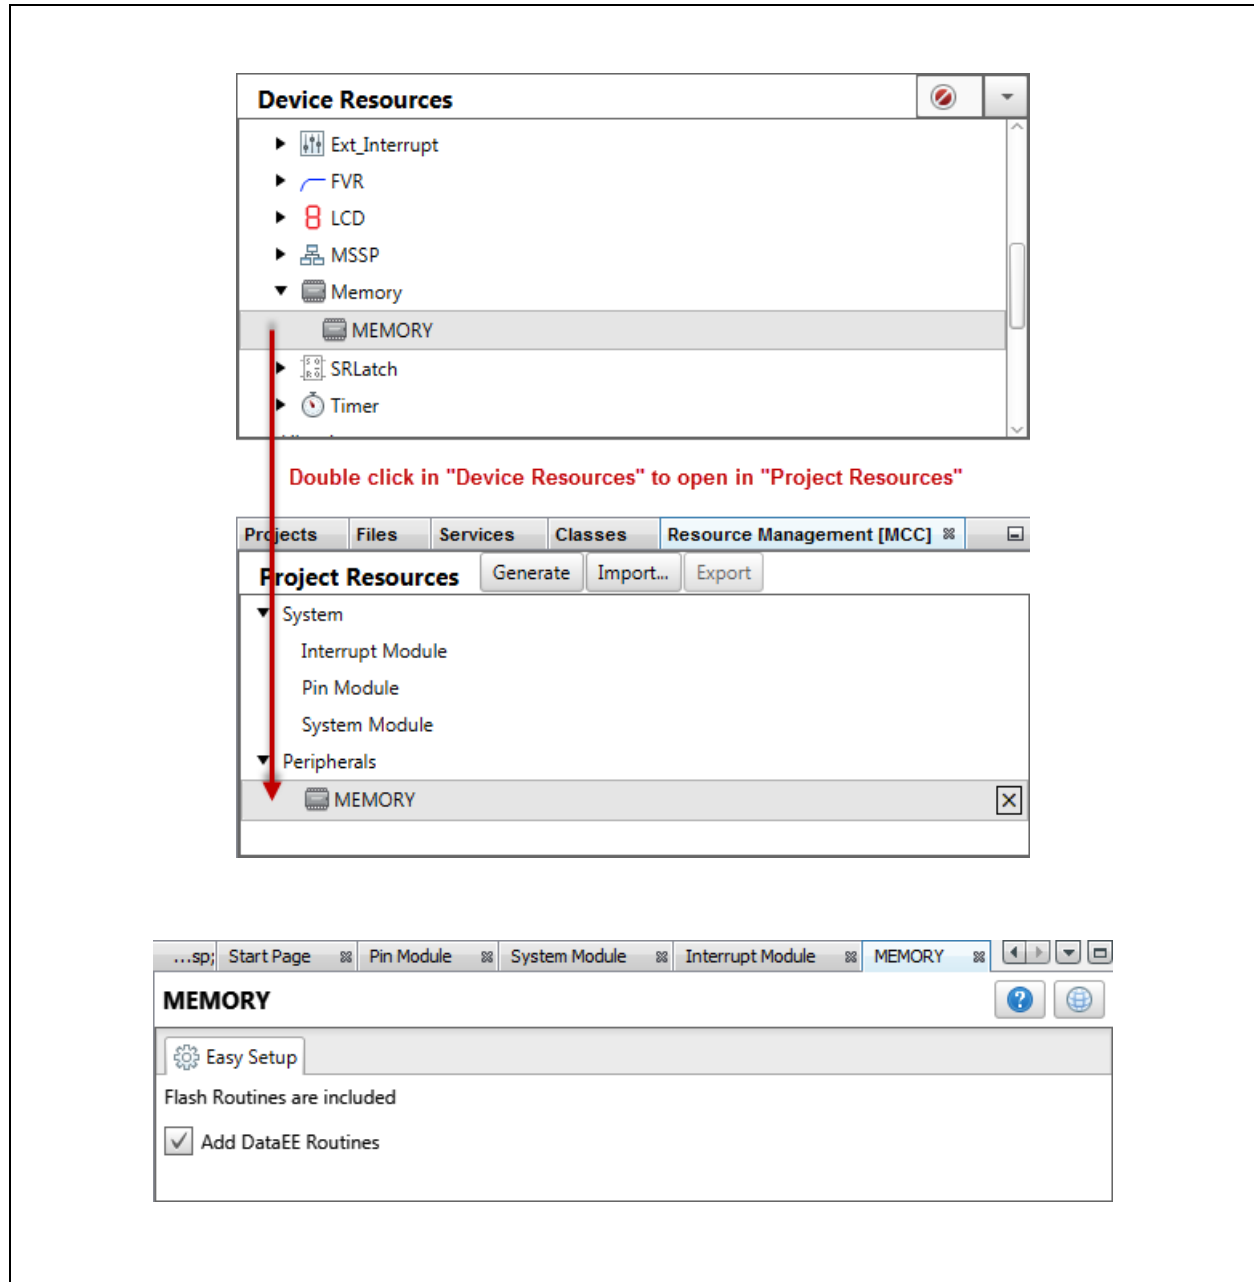 Device Resources
Ext_Interrupt
FVR
LCD
MSSP
Memory
MEMORY
SRLatch
Timer
Double click in "Device Resources" to open in "Project Resources"
Projects Files Services Classes Resource Management [MCC]
Project Resources Generate Import... Export
System
Interrupt Module
Pin Module
System Module
Peripherals
MEMORY
...sp; Start Page Pin Module System Module Interrupt Module MEMORY
MEMORY
Easy Setup
Flash Routines are included
Add DataEE Routines